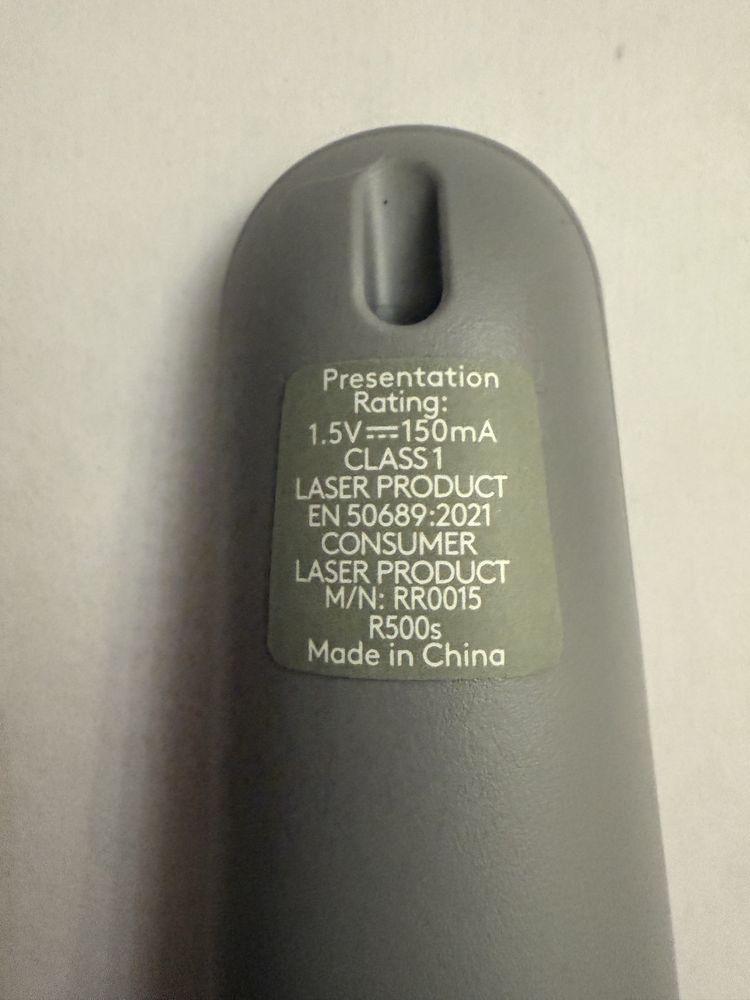 Presentation
Rating:
1.5V⎓150mA
CLASS 1
LASER PRODUCT
EN 50689:2021
CONSUMER
LASER PRODUCT
M/N: RR0015
R500s
Made in China